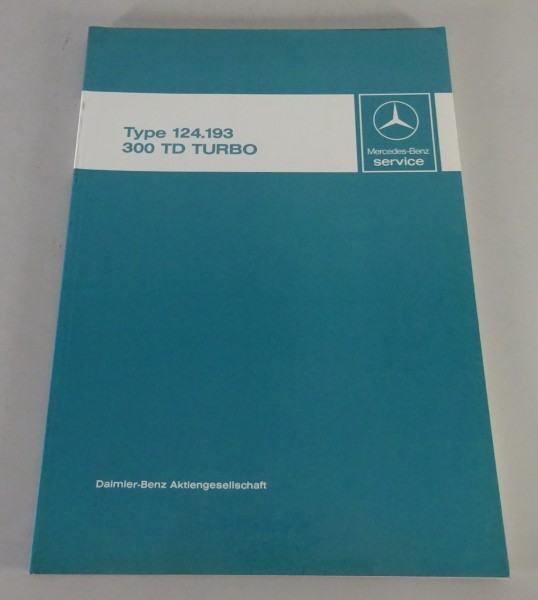 Type 124.193
300 TD TURBO
Mercedes-Benz
service
Daimler-Benz Aktiengesellschaft